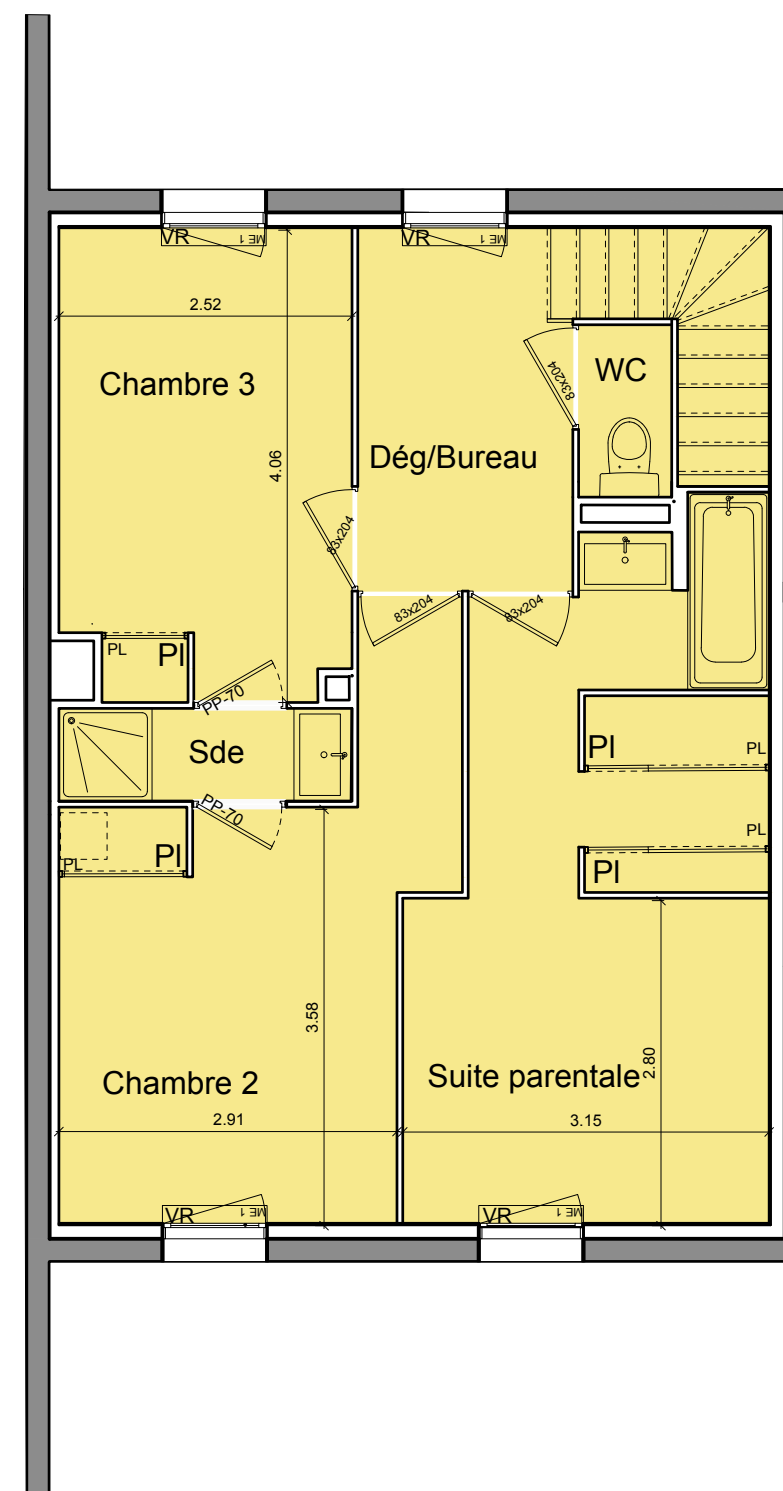 VR
ME 1
VR
ME 1
2.52
83x204
WC
Chambre 3
4.06
Dég/Bureau
83x204
83x204
83x204
PL
Pl
PP-70
Sde
Pl
PL
PP-70
PL
Pl
PL
Pl
3.58
2.80
Chambre 2
Suite parentale
2.91
3.15
VR
ME 1
VR
ME 1